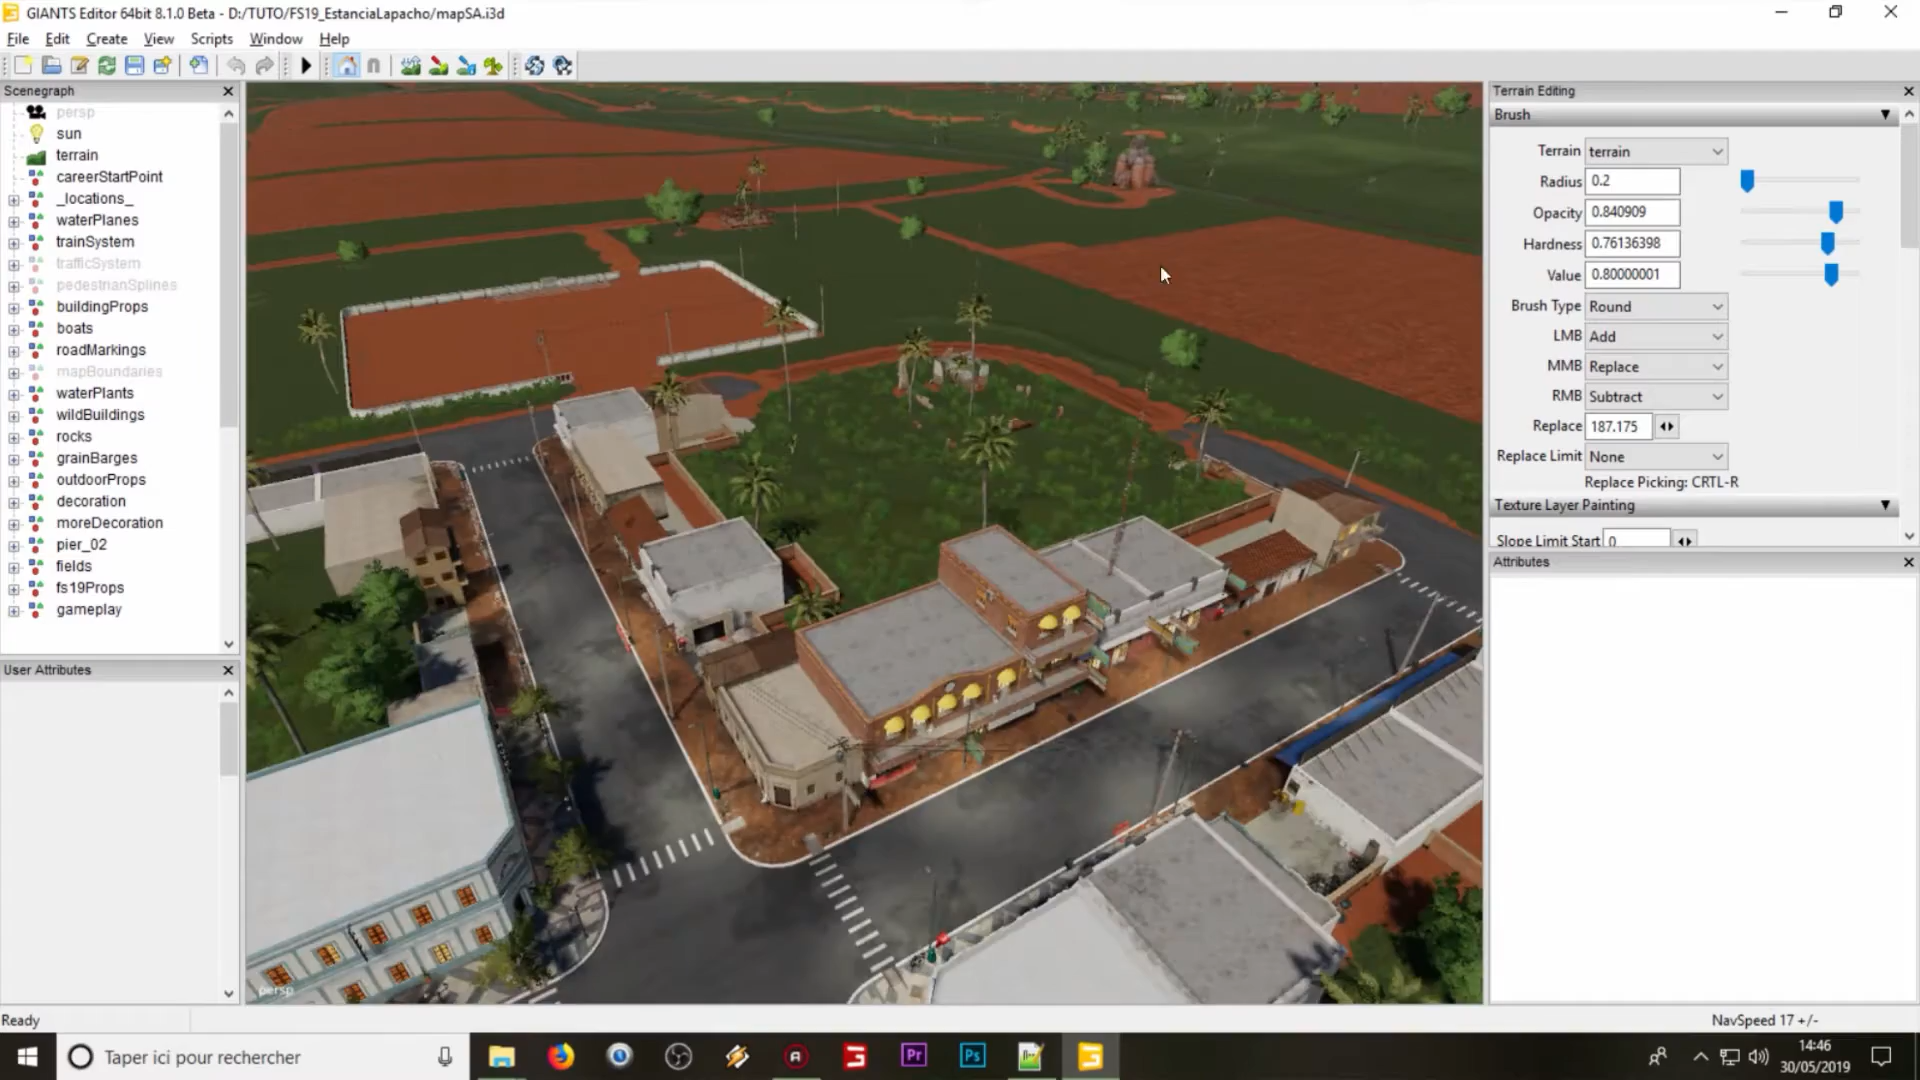 GIANTS Editor 64bit 8.1.0 Beta - D:/TUTO/FS19_EstanciaLapacho/mapSA.i3d
File Edit Create View Scripts Window Help
Scenegraph
persp
sun
terrain
careerStartPoint
_locations_
waterPlanes
trainSystem
trafficSystem
pedestrianSplines
buildingProps
boats
roadMarkings
mapBoundaries
waterPlants
wildBuildings
rocks
grainBarges
outdoorProps
decoration
moreDecoration
pier_02
fields
fs19Props
gameplay
User Attributes
persp
Terrain Editing
Brush
Terrain terrain
Radius 0.2
Opacity 0.840909
Hardness 0.76136398
Value 0.80000001
Brush Type Round
LMB Add
MMB Replace
RMB Subtract
Replace 187.175
Replace Limit None
Replace Picking: CRTL-R
Texture Layer Painting
Slope Limit Start 0
Attributes
Ready
NavSpeed 17 +/-
Taper ici pour rechercher
Pr
Ps
14:46
30/05/2019